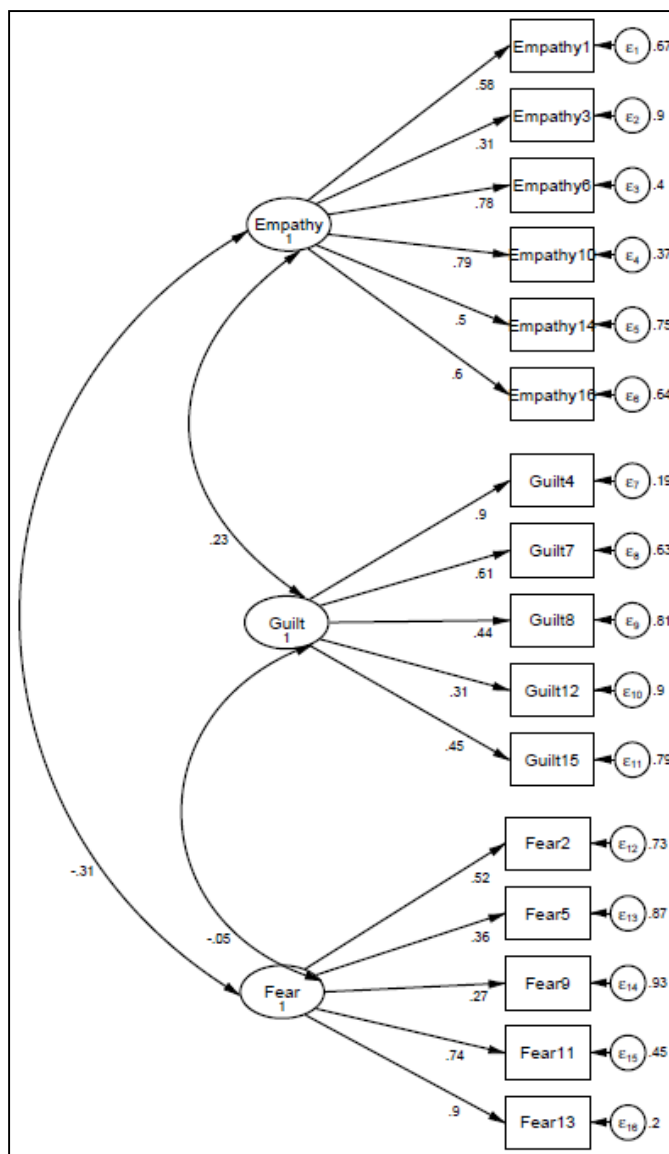 Empathy1 ε1 .67
.58
Empathy3 ε2 .9
.31
Empathy6 ε3 .4
.78
Empathy
1
Empathy10 ε4 .37
.79
Empathy14 ε5 .75
.5
Empathy16 ε6 .64
.6
Guilt4 ε7 .19
.9
.23
Guilt7 ε8 .63
.61
Guilt
1
Guilt8 ε9 .81
.44
Guilt12 ε10 .9
.31
Guilt15 ε11 .79
.45
Fear2 ε12 .73
-.31
.52
Fear5 ε13 .87
-.05
.36
Fear
1
Fear9 ε14 .93
.27
Fear11 ε15 .45
.74
Fear13 ε16 .2
.9